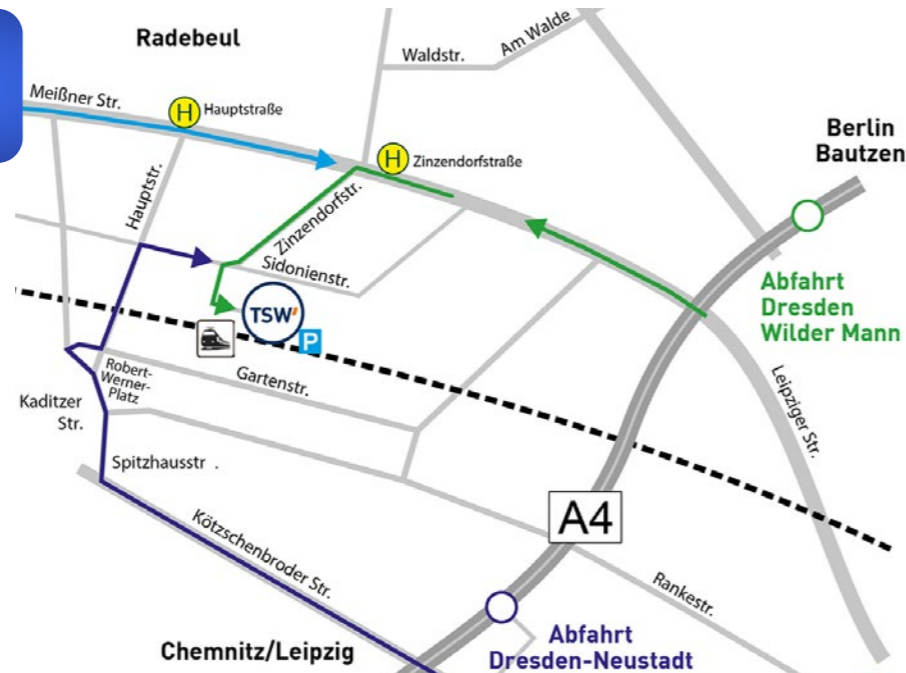 Radebeul
Waldstr.
Am Walde
Meißner Str.
H Hauptstraße
Berlin
Bautzen
H Zinzendorfstraße
Hauptstr.
Zinzendorfstr.
Sidonienstr.
Abfahrt
Dresden
Wilder Mann
TSW'
P
Leipziger Str.
Robert-
Werner-
Platz
Gartenstr.
Kaditzer
Str.
Spitzhausstr .
A4
Kötzschenbroder Str.
Rankestr.
Chemnitz/Leipzig
Abfahrt
Dresden-Neustadt